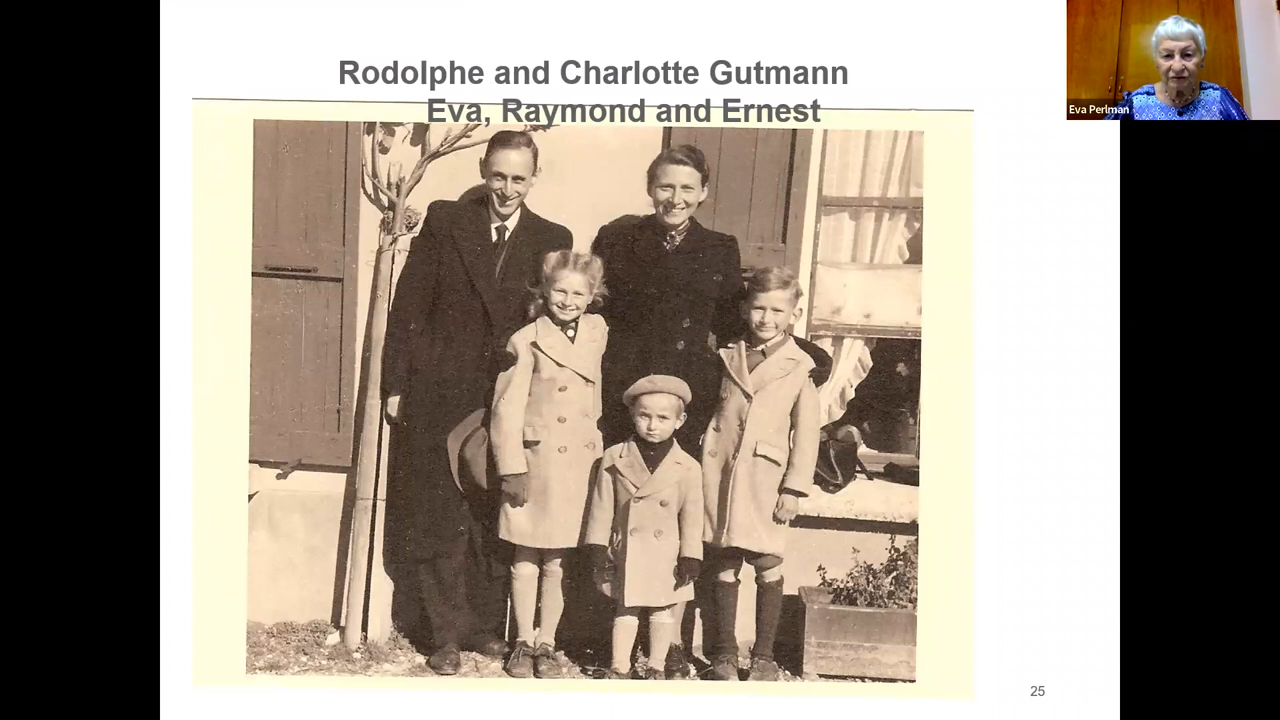 Rodolphe and Charlotte Gutmann
Eva, Raymond and Ernest
Eva Perlman
25